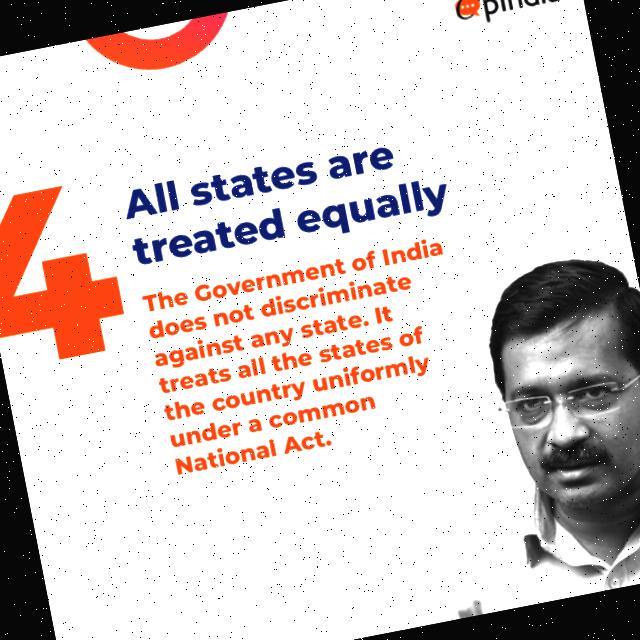 pindia
4
All states are
treated equally
The Government of India
does not discriminate
against any state. It
treats all the states of
the country uniformly
under a common
National Act.